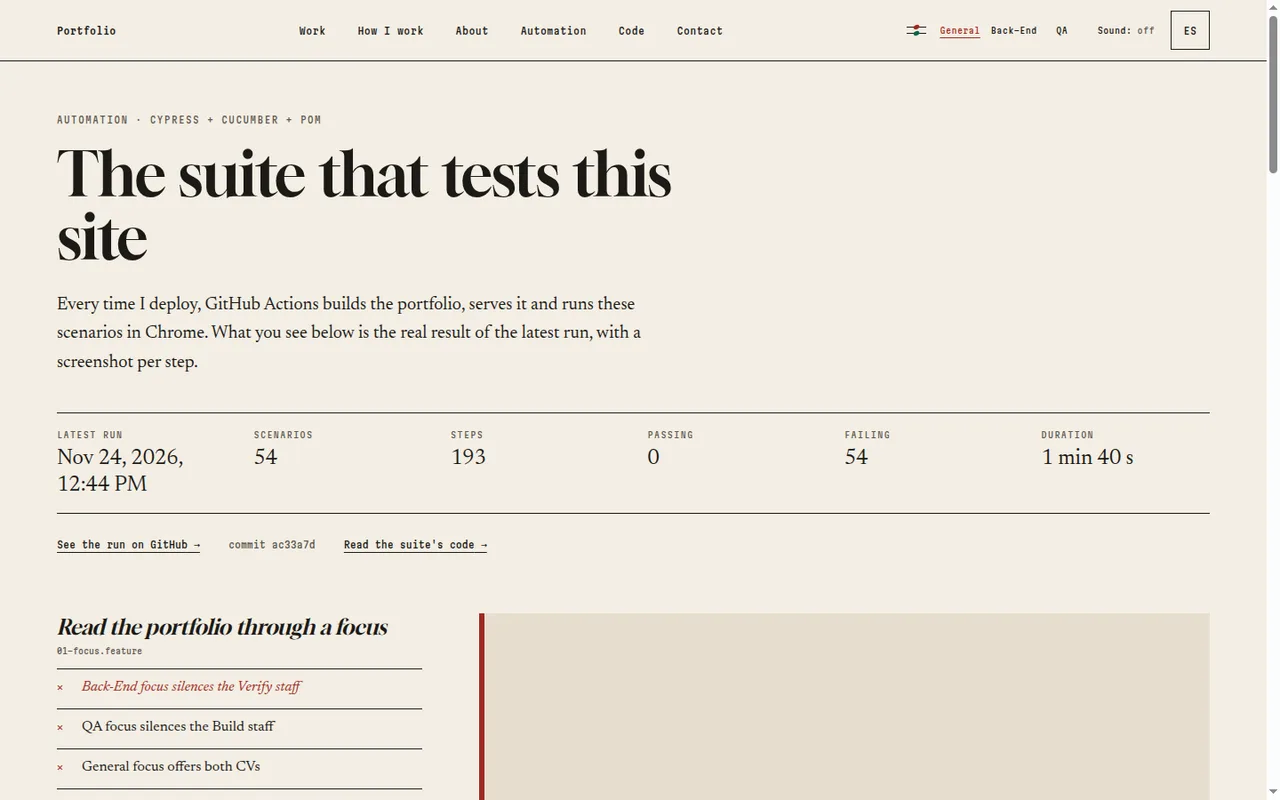 Portfolio
Work How I work About Automation Code Contact
General Back-End QA Sound: off ES
AUTOMATION · CYPRESS + CUCUMBER + POM
The suite that tests this
site
Every time I deploy, GitHub Actions builds the portfolio, serves it and runs these
scenarios in Chrome. What you see below is the real result of the latest run, with a
screenshot per step.
LATEST RUN SCENARIOS STEPS PASSING FAILING DURATION
Nov 24, 2026, 54 193 0 54 1 min 40 s
12:44 PM
See the run on GitHub → commit ac33a7d Read the suite's code →
Read the portfolio through a focus
01-focus.feature
× Back-End focus silences the Verify staff
× QA focus silences the Build staff
× General focus offers both CVs